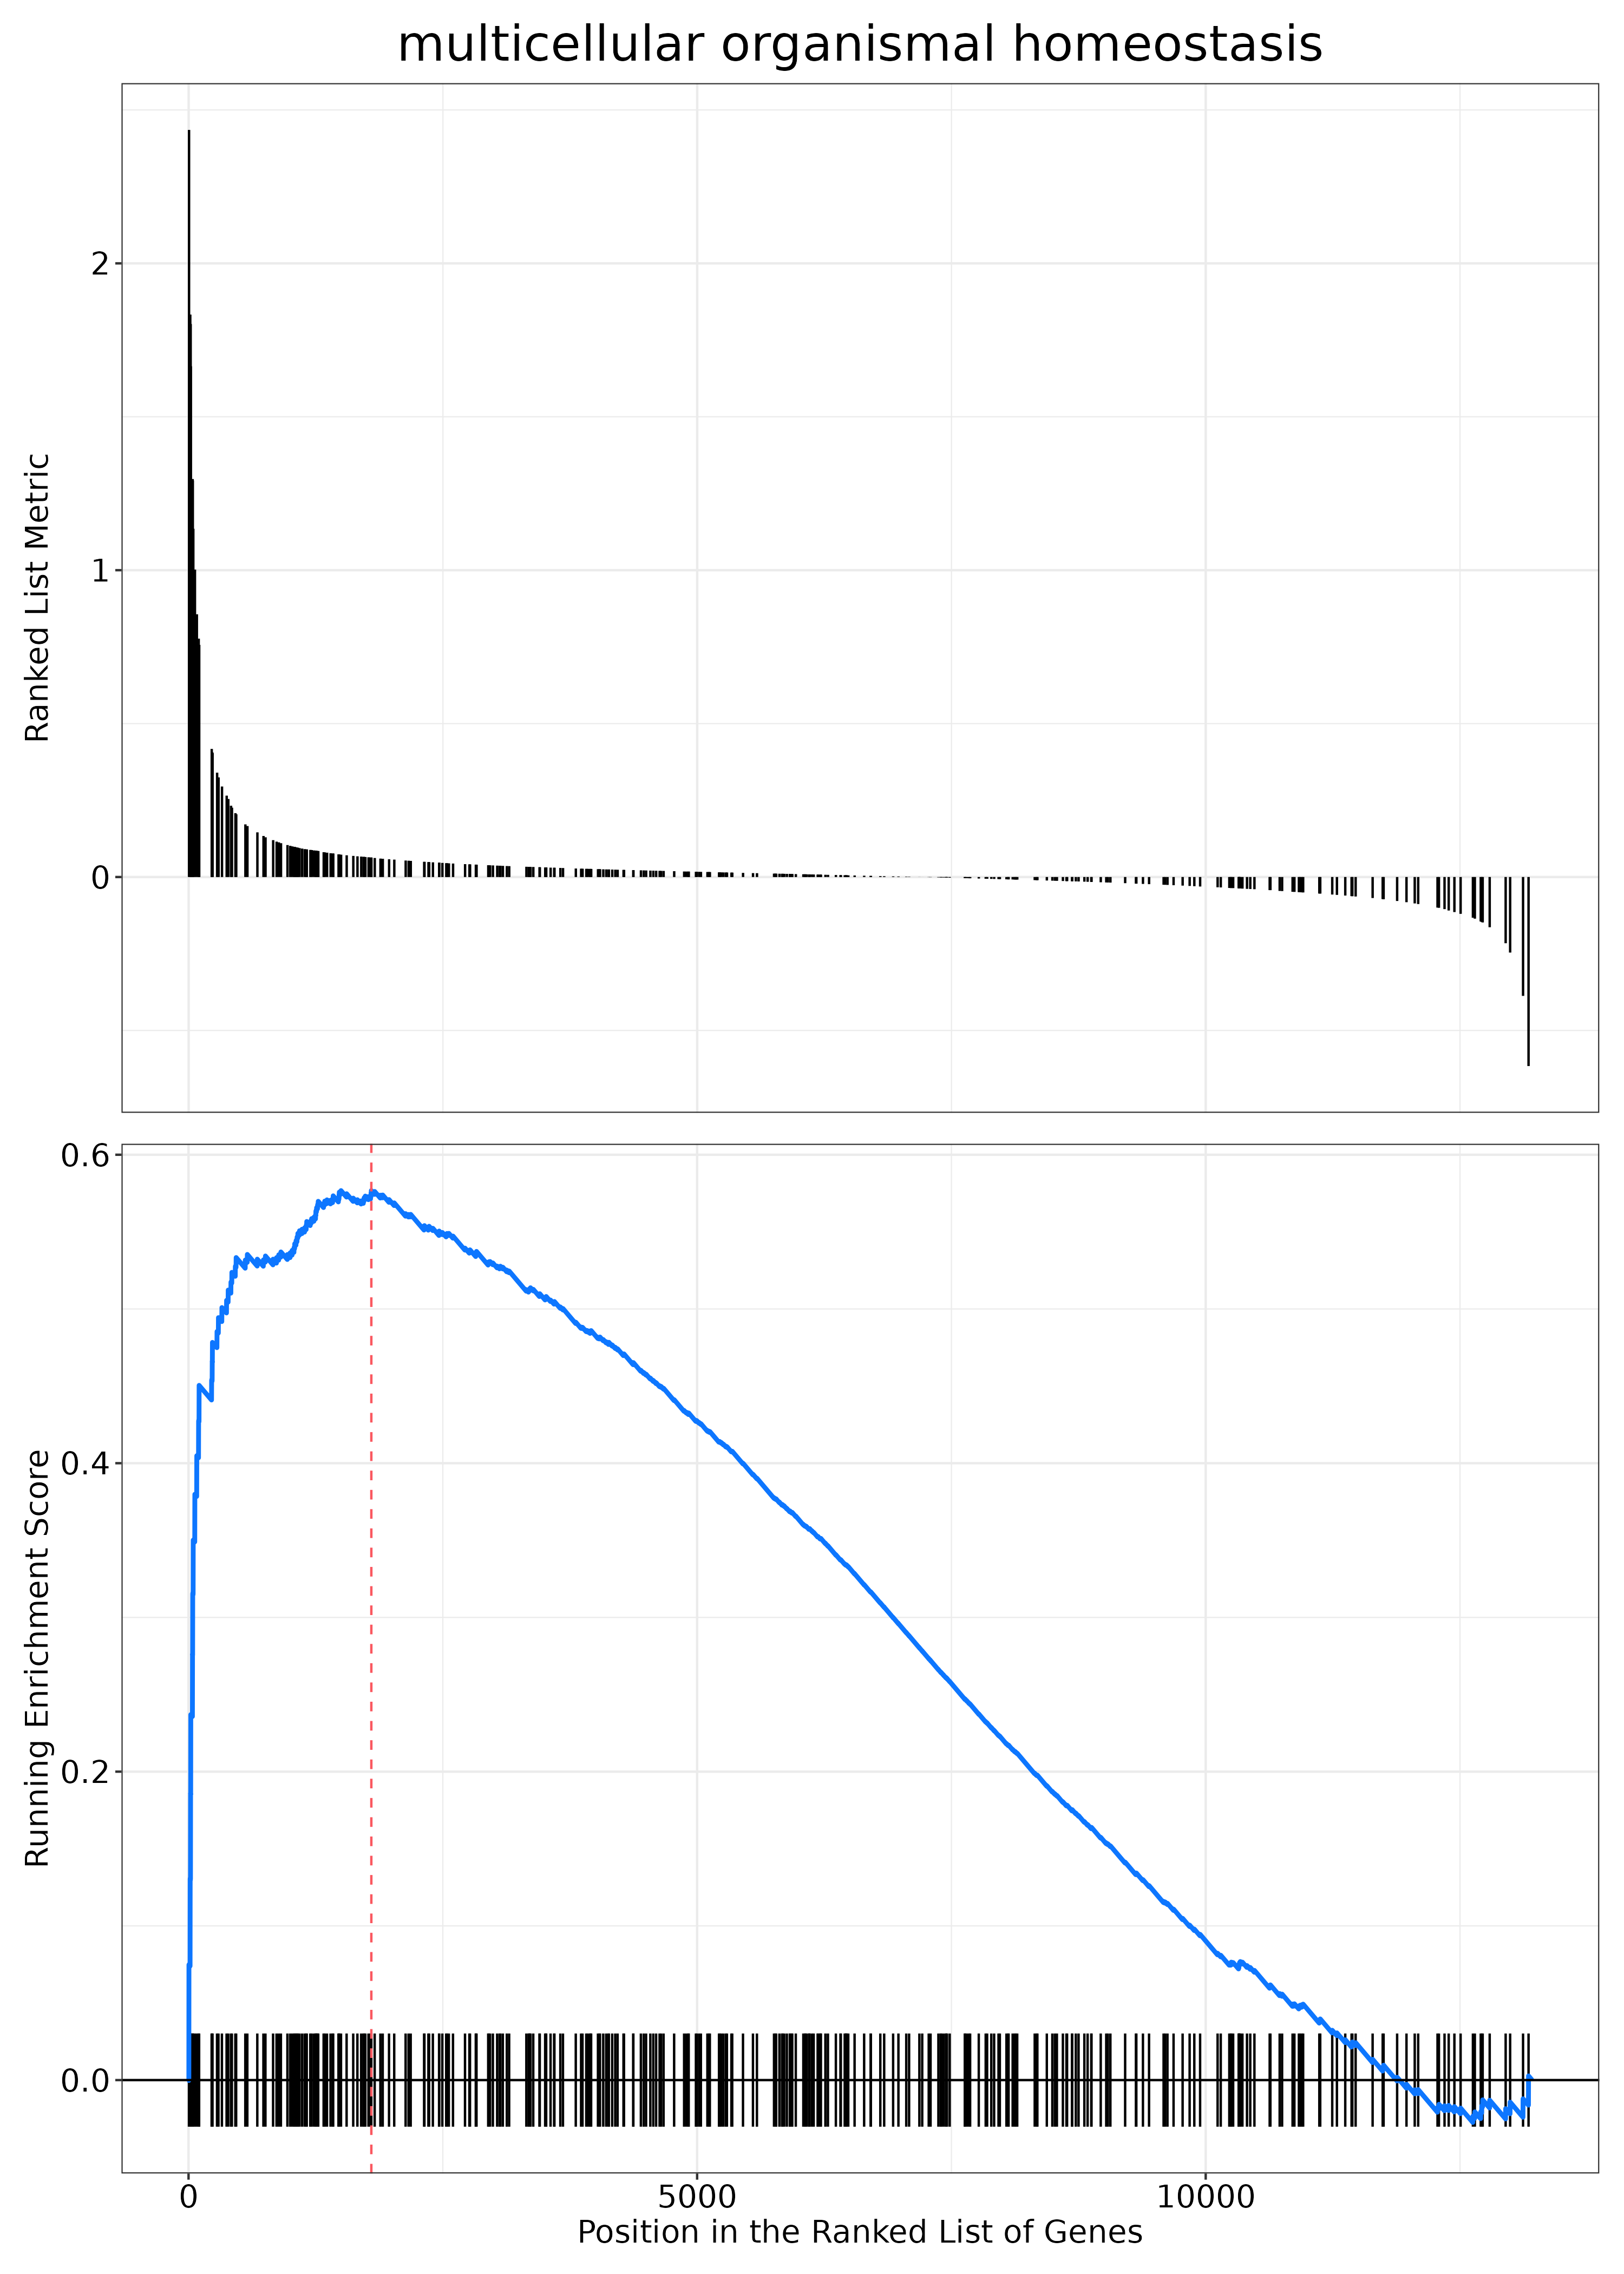 multicellular organismal homeostasis
Ranked List Metric
2
1
0
Running Enrichment Score
0.6
0.4
0.2
0.0
0 5000 10000
Position in the Ranked List of Genes